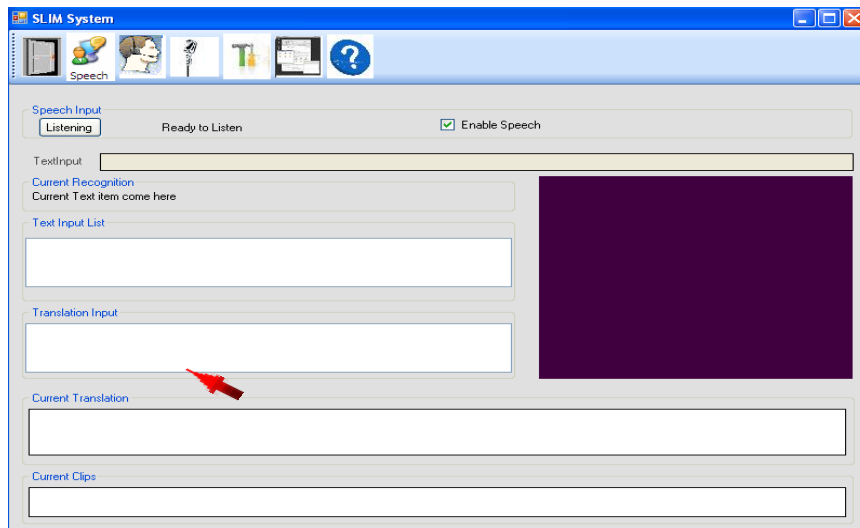 SLIM System
Speech
Speech Input
Listening Ready to Listen Enable Speech
TextInput
Current Recognition
Current Text item come here
Text Input List
Translation Input
Current Translation
Current Clips